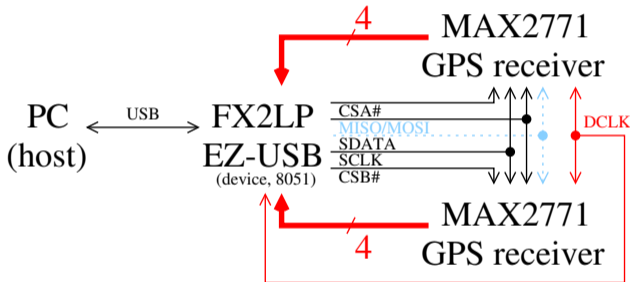 4
MAX2771
GPS receiver
PC
(host)
USB
FX2LP
EZ-USB
(device, 8051)
CSA#
MISO/MOSI
SDATA
SCLK
CSB#
DCLK
4
MAX2771
GPS receiver